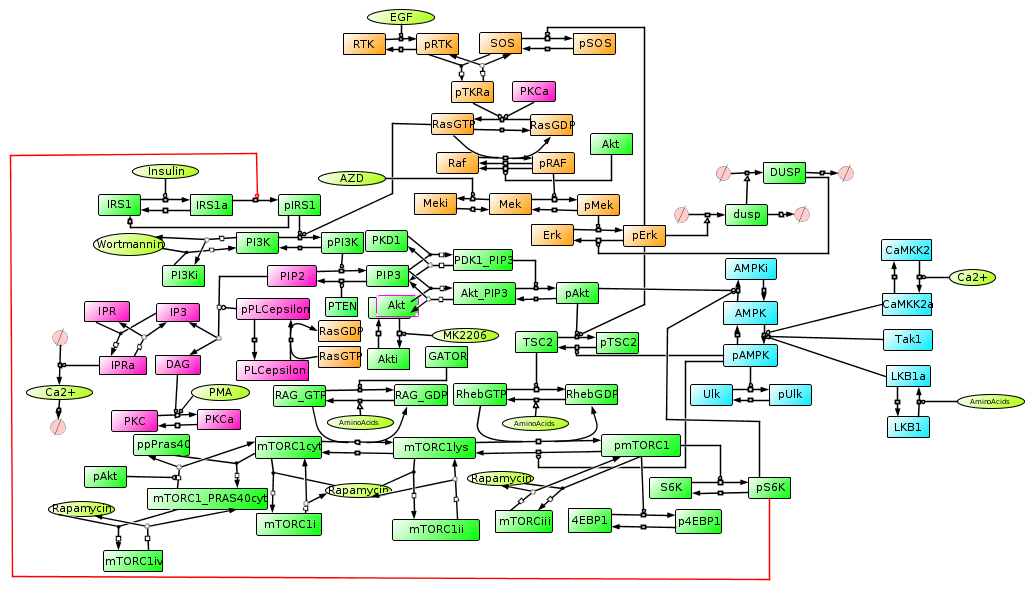 EGF
RTK
pRTK
SOS
pSOS
pTKRa
PKCa
RasGTP
RasGDP
Akt
Raf
pRAF
Insulin
AZD
DUSP
IRS1
IRS1a
pIRS1
Meki
Mek
pMek
dusp
Wortmannin
PI3K
pPI3K
PKD1
Erk
pErk
CaMKK2
PI3Ki
PIP2
PIP3
PDK1_PIP3
AMPKi
Ca2+
PTEN
Akt
Akt_PIP3
pAkt
CaMKK2a
IPR
IP3
pPLCepsilon
AMPK
RasGDP
MK2206
TSC2
pTSC2
Tak1
IPRa
DAG
RasGTP
Akti
GATOR
pAMPK
PLCepsilon
LKB1a
Ca2+
PMA
RAG_GTP
RAG_GDP
RhebGTP
RhebGDP
Ulk
pUlk
AminoAcids
PKC
PKCa
AminoAcids
AminoAcids
LKB1
ppPras40
mTORC1cyt
mTORC1lys
pmTORC1
pAkt
Rapamycin
Rapamycin
S6K
pS6K
mTORC1_PRAS40cyt
Rapamycin
mTORC1i
mTORC1ii
mTORCiii
4EBP1
p4EBP1
mTORC1iv